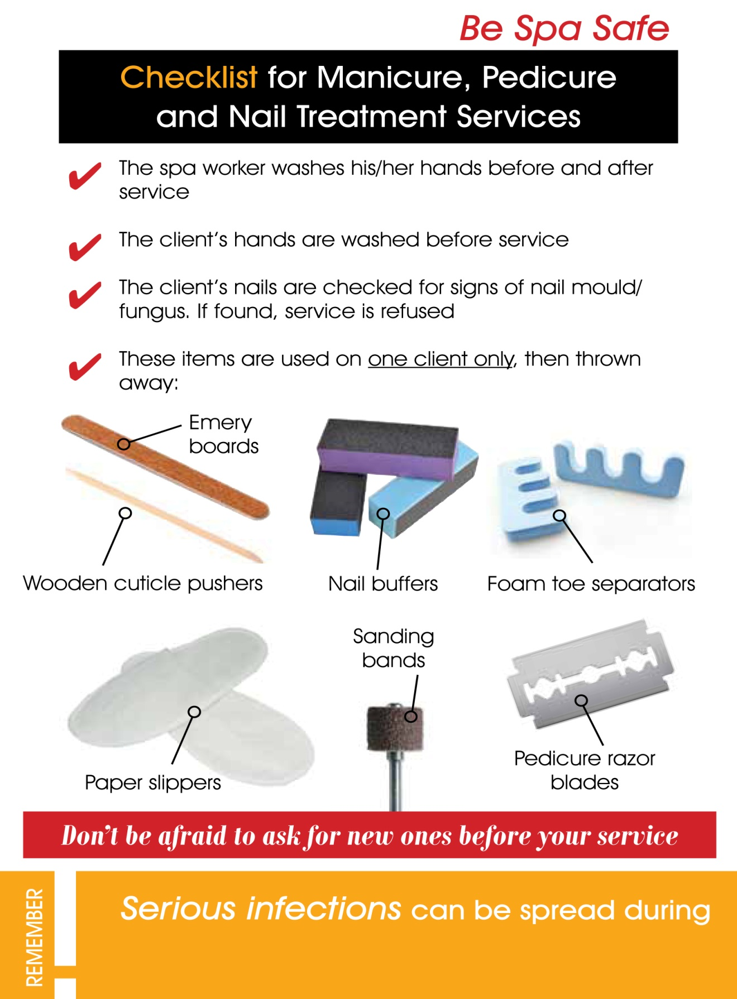 Be Spa Safe
Checklist for Manicure, Pedicure
and Nail Treatment Services
✔ The spa worker washes his/her hands before and after
service
✔ The client's hands are washed before service
✔ The client's nails are checked for signs of nail mould/
fungus. If found, service is refused
✔ These items are used on one client only, then thrown
away:
Emery
boards
Wooden cuticle pushers
Nail buffers
Foam toe separators
Paper slippers
Sanding
bands
Pedicure razor
blades
Don't be afraid to ask for new ones before your service
REMEMBER
Serious infections can be spread during